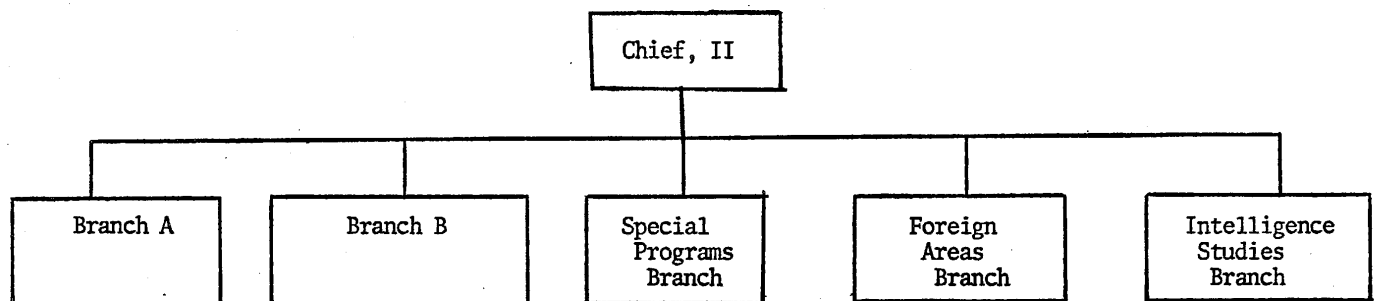 Chief, II
Branch A
Branch B
Special
Programs
Branch
Foreign
Areas
Branch
Intelligence
Studies
Branch